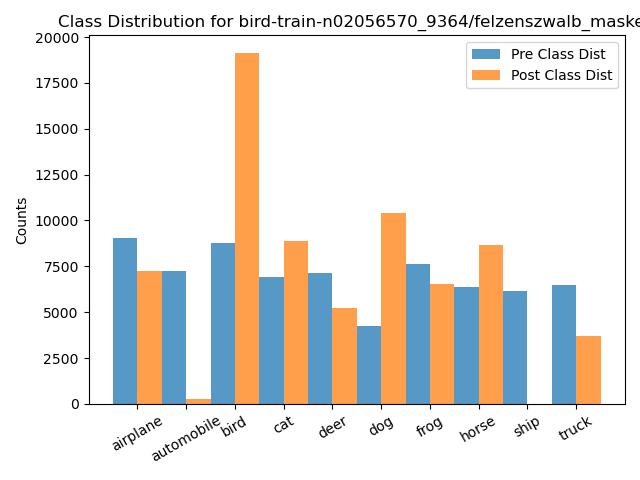 Class Distribution for bird-train-n02056570_9364/felzenszwalb_maske
Pre Class Dist
Post Class Dist
Counts
20000
17500
15000
12500
10000
7500
5000
2500
0
airplane
automobile
bird
cat
deer
dog
frog
horse
ship
truck